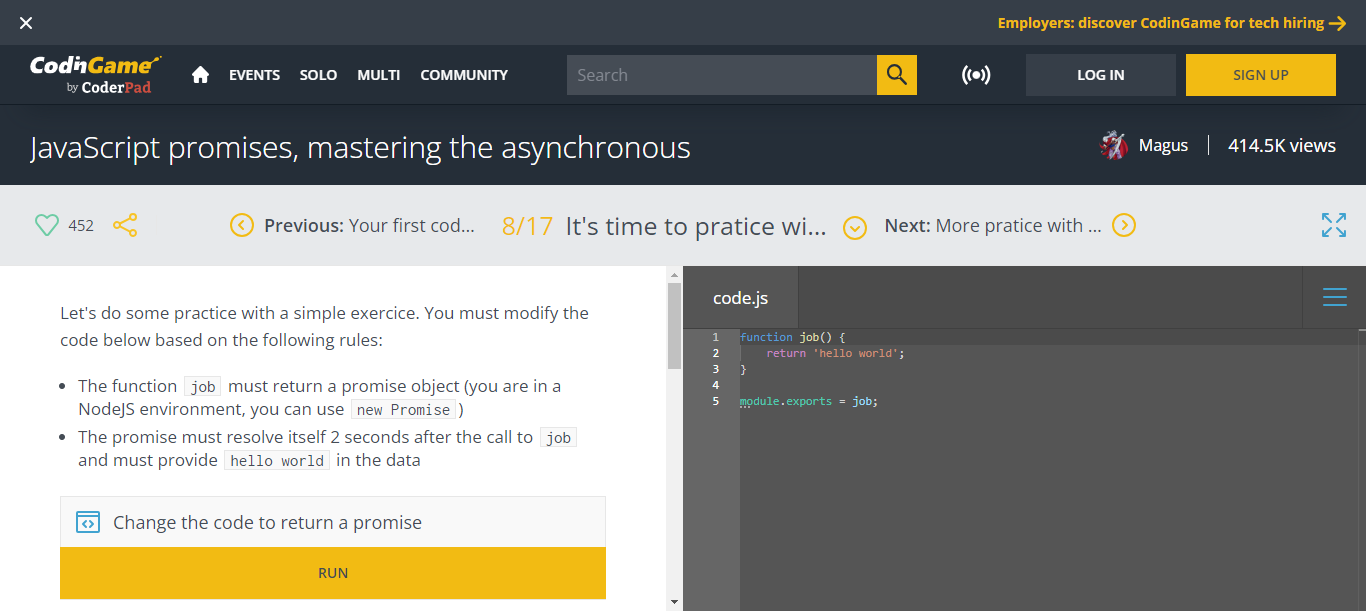 Employers: discover CodinGame for tech hiring
CodinGame
by CoderPad
EVENTS SOLO MULTI COMMUNITY
Search
LOG IN
SIGN UP
JavaScript promises, mastering the asynchronous
Magus
414.5K views
452
Previous: Your first cod...
8/17 It's time to pratice wi...
Next: More pratice with ...
Let's do some practice with a simple exercice. You must modify the
code below based on the following rules:
• The function job must return a promise object (you are in a
NodeJS environment, you can use new Promise )
• The promise must resolve itself 2 seconds after the call to job
and must provide hello world in the data
Change the code to return a promise
RUN
code.js
1 function job() {
2     return 'hello world';
3 }
4
5 module.exports = job;